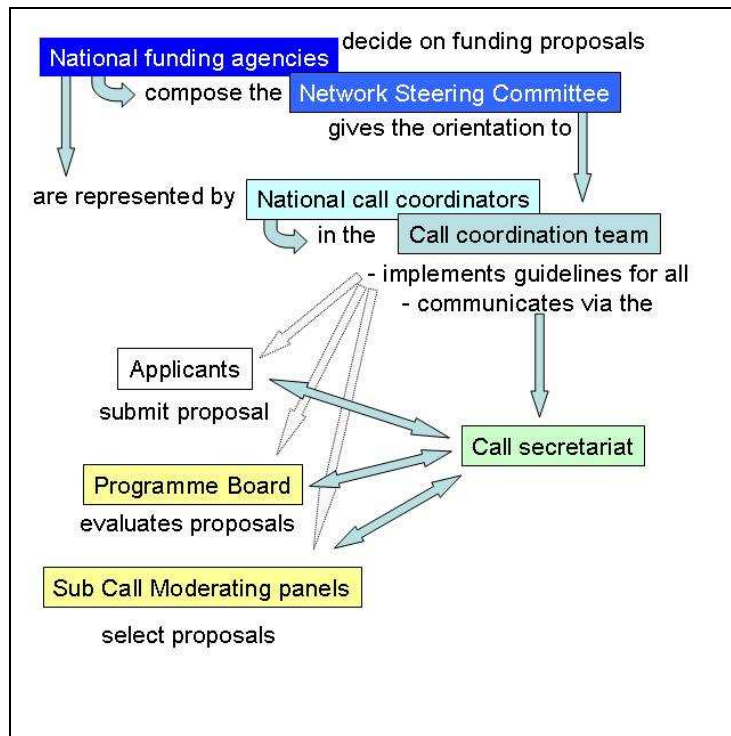 decide on funding proposals
National funding agencies
compose the Network Steering Committee
gives the orientation to
are represented by National call coordinators
in the Call coordination team
- implements guidelines for all
- communicates via the
Applicants
submit proposal
Call secretariat
Programme Board
evaluates proposals
Sub Call Moderating panels
select proposals